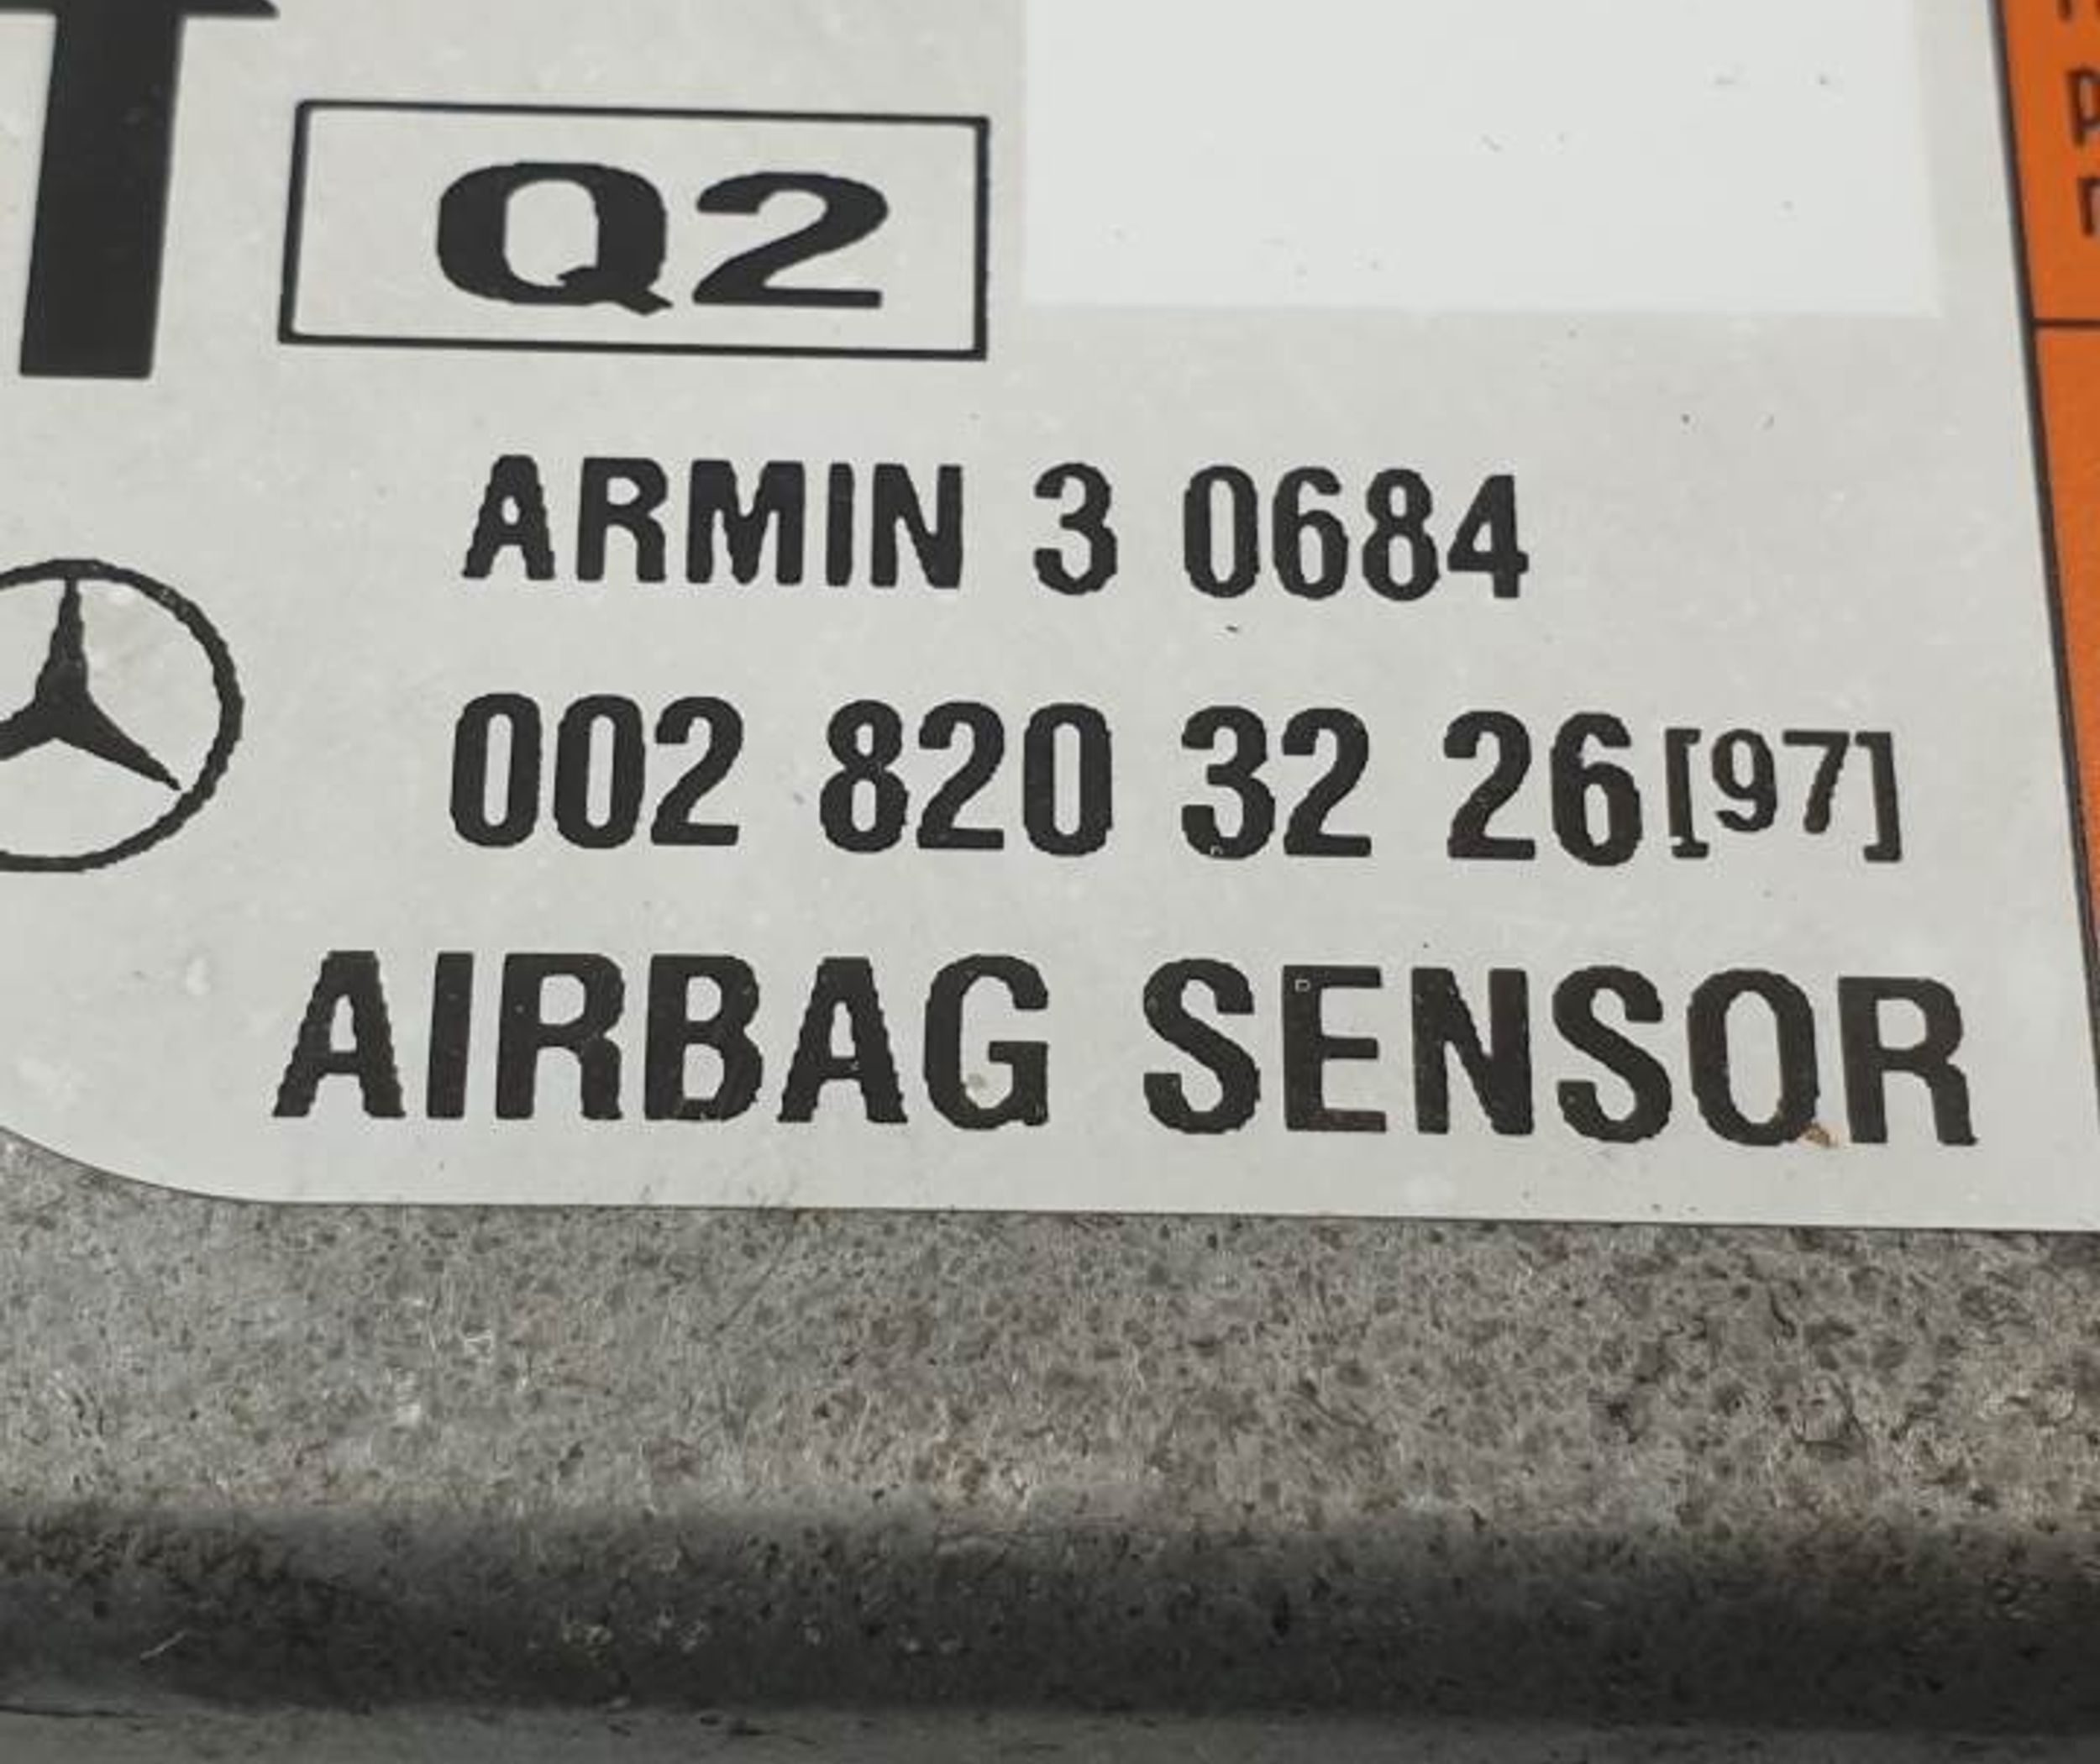 Q2
ARMIN 3 0684
002 820 32 26[97]
AIRBAG SENSOR